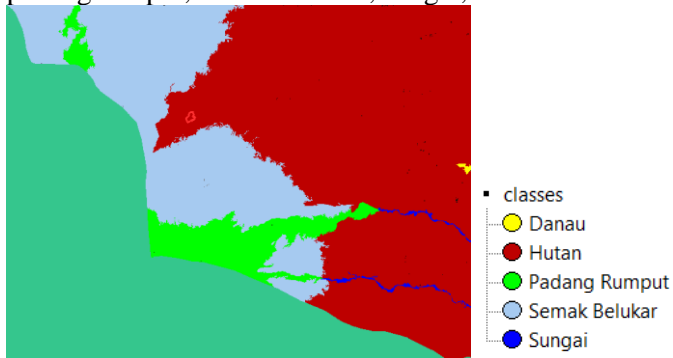 classes
Danau
Hutan
Padang Rumput
Semak Belukar
Sungai